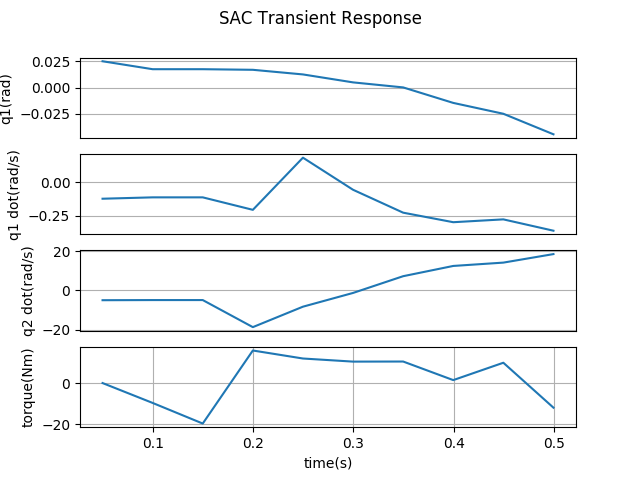 SAC Transient Response
0.025
0.000
−0.025
q1(rad)
0.00
−0.25
q1 dot(rad/s)
20
0
−20
q2 dot(rad/s)
0
−20
torque(Nm)
0.1 0.2 0.3 0.4 0.5
time(s)